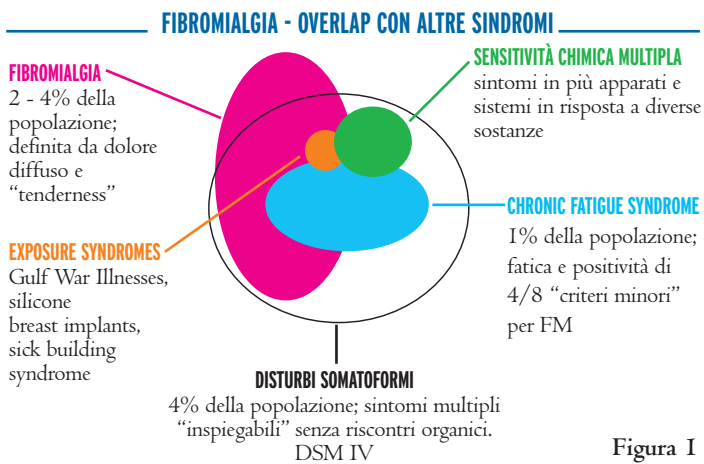 FIBROMIALGIA - OVERLAP CON ALTRE SINDROMI
FIBROMIALGIA
2 - 4% della
popolazione;
definita da dolore
diffuso e
“tenderness”
SENSITIVITÀ CHIMICA MULTIPLA
sintomi in più apparati e
sistemi in risposta a diverse
sostanze
EXPOSURE SYNDROMES
Gulf War Illnesses,
silicone
breast implants,
sick building
syndrome
CHRONIC FATIGUE SYNDROME
1% della popolazione;
fatica e positività di
4/8 “criteri minori”
per FM
DISTURBI SOMATOFORMI
4% della popolazione; sintomi multipli
“inspiegabili” senza riscontri organici.
DSM IV
Figura 1